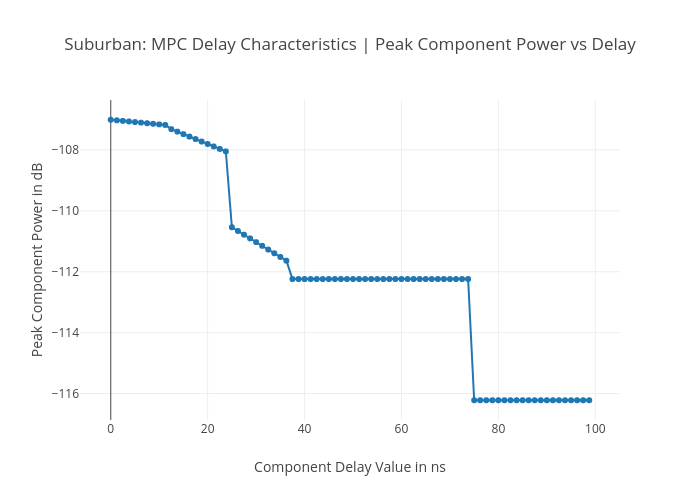 Suburban: MPC Delay Characteristics | Peak Component Power vs Delay
Peak Component Power in dB
−108
−110
−112
−114
−116
0 20 40 60 80 100
Component Delay Value in ns